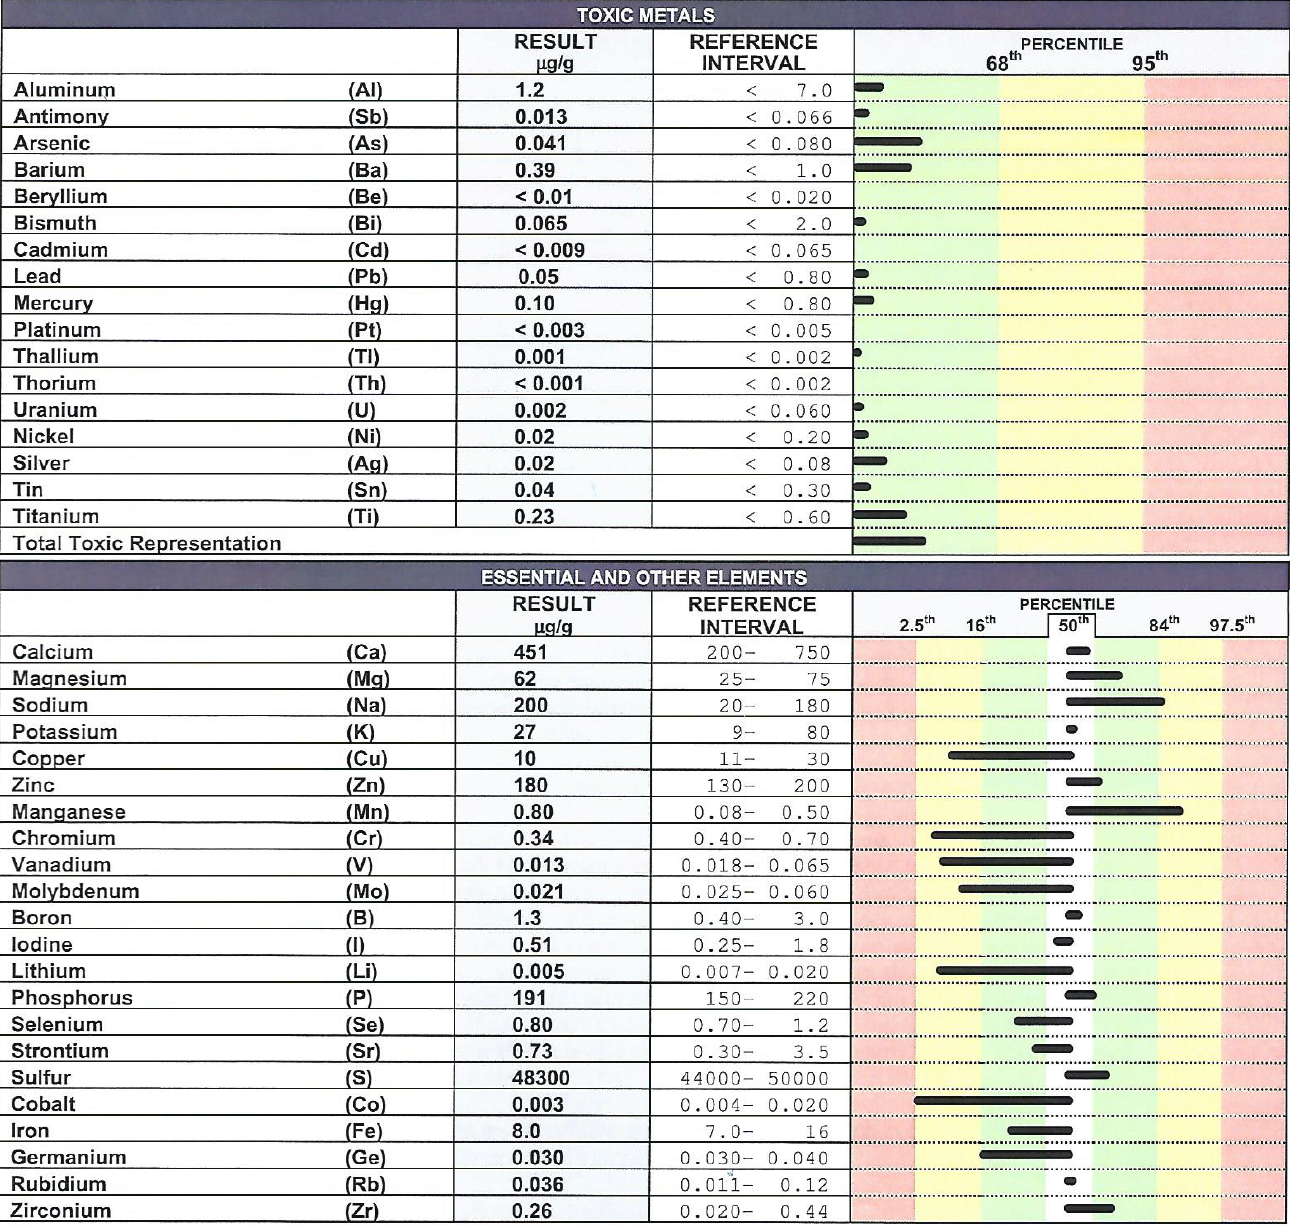 TOXIC METALS
RESULT REFERENCE PERCENTILE
µg/g INTERVAL 68th 95th
Aluminum (Al) 1.2 < 7.0
Antimony (Sb) 0.013 < 0.066
Arsenic (As) 0.041 < 0.080
Barium (Ba) 0.39 < 1.0
Beryllium (Be) < 0.01 < 0.020
Bismuth (Bi) 0.065 < 2.0
Cadmium (Cd) < 0.009 < 0.065
Lead (Pb) 0.05 < 0.80
Mercury (Hg) 0.10 < 0.80
Platinum (Pt) < 0.003 < 0.005
Thallium (Tl) 0.001 < 0.002
Thorium (Th) < 0.001 < 0.002
Uranium (U) 0.002 < 0.060
Nickel (Ni) 0.02 < 0.20
Silver (Ag) 0.02 < 0.08
Tin (Sn) 0.04 < 0.30
Titanium (Ti) 0.23 < 0.60
Total Toxic Representation
ESSENTIAL AND OTHER ELEMENTS
RESULT REFERENCE PERCENTILE
µg/g INTERVAL 2.5th 16th 50th 84th 97.5th
Calcium (Ca) 451 200- 750
Magnesium (Mg) 62 25- 75
Sodium (Na) 200 20- 180
Potassium (K) 27 9- 80
Copper (Cu) 10 11- 30
Zinc (Zn) 180 130- 200
Manganese (Mn) 0.80 0.08- 0.50
Chromium (Cr) 0.34 0.40- 0.70
Vanadium (V) 0.013 0.018- 0.065
Molybdenum (Mo) 0.021 0.025- 0.060
Boron (B) 1.3 0.40- 3.0
Iodine (I) 0.51 0.25- 1.8
Lithium (Li) 0.005 0.007- 0.020
Phosphorus (P) 191 150- 220
Selenium (Se) 0.80 0.70- 1.2
Strontium (Sr) 0.73 0.30- 3.5
Sulfur (S) 48300 44000- 50000
Cobalt (Co) 0.003 0.004- 0.020
Iron (Fe) 8.0 7.0- 16
Germanium (Ge) 0.030 0.030- 0.040
Rubidium (Rb) 0.036 0.011- 0.12
Zirconium (Zr) 0.26 0.020- 0.44